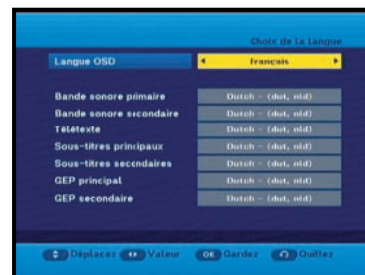 Choix de la Langue
Langue OSD français
Bande sonore primaire Dutch - (dut, nld)
Bande sonore secondaire Dutch - (dut, nld)
Télétexte Dutch - (dut, nld)
Sous-titres principaux Dutch - (dut, nld)
Sous-titres secondaires Dutch - (dut, nld)
GEP principal Dutch - (dut, nld)
GEP secondaire Dutch - (dut, nld)
Déplacez Valeur OK Gardez Quittez